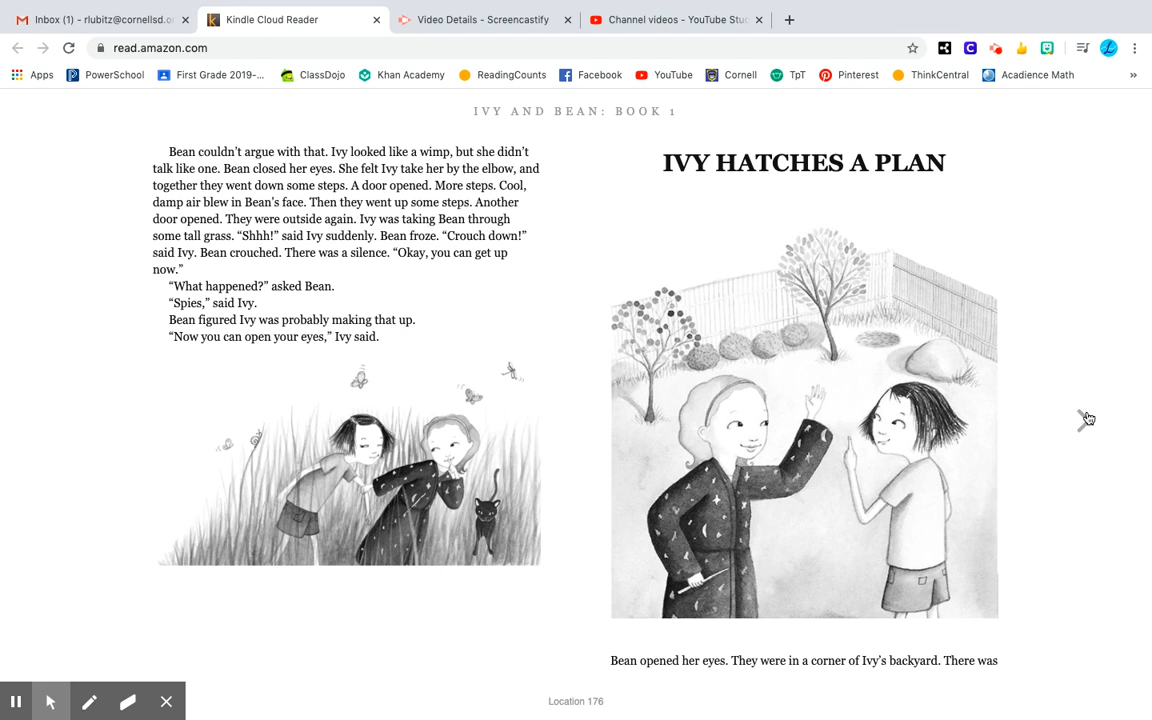 Inbox (1) - rlubitz@cornellsd.o
Kindle Cloud Reader
Video Details - Screencastify
Channel videos - YouTube Stu
read.amazon.com
Apps
PowerSchool
First Grade 2019-...
ClassDojo
Khan Academy
ReadingCounts
Facebook
YouTube
Cornell
TpT
Pinterest
ThinkCentral
Acadience Math
»
IVY AND BEAN: BOOK 1
Bean couldn’t argue with that. Ivy looked like a wimp, but she didn’t
talk like one. Bean closed her eyes. She felt Ivy take her by the elbow, and
together they went down some steps. A door opened. More steps. Cool,
damp air blew in Bean’s face. Then they went up some steps. Another
door opened. They were outside again. Ivy was taking Bean through
some tall grass. “Shhh!” said Ivy suddenly. Bean froze. “Crouch down!”
said Ivy. Bean crouched. There was a silence. “Okay, you can get up
now.”
“What happened?” asked Bean.
“Spies,” said Ivy.
Bean figured Ivy was probably making that up.
“Now you can open your eyes,” Ivy said.
IVY HATCHES A PLAN
Bean opened her eyes. They were in a corner of Ivy’s backyard. There was
Location 176